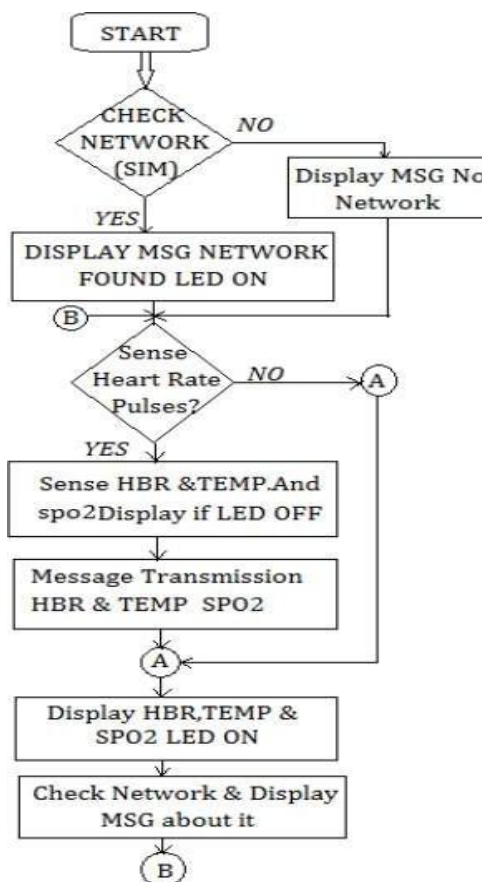 START
CHECK
NETWORK
(SIM)
NO
Display MSG No
Network
YES
DISPLAY MSG NETWORK
FOUND LED ON
B
Sense
Heart Rate
Pulses?
NO
A
YES
Sense HBR &TEMP.And
spo2Display if LED OFF
Message Transmission
HBR & TEMP SPO2
A
Display HBR,TEMP &
SPO2 LED ON
Check Network & Display
MSG about it
B